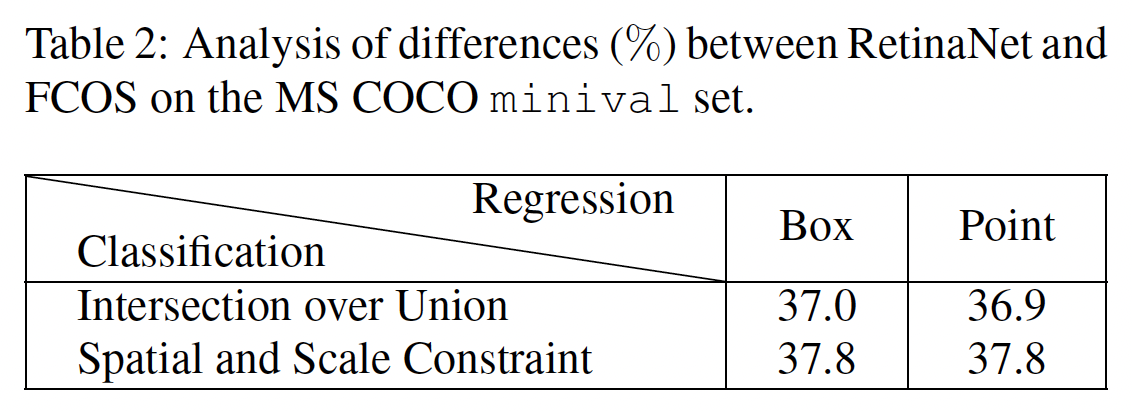 Table 2: Analysis of differences (%) between RetinaNet and
FCOS on the MS COCO minival set.
Regression
Classification
Box
Point
Intersection over Union 37.0 36.9
Spatial and Scale Constraint 37.8 37.8